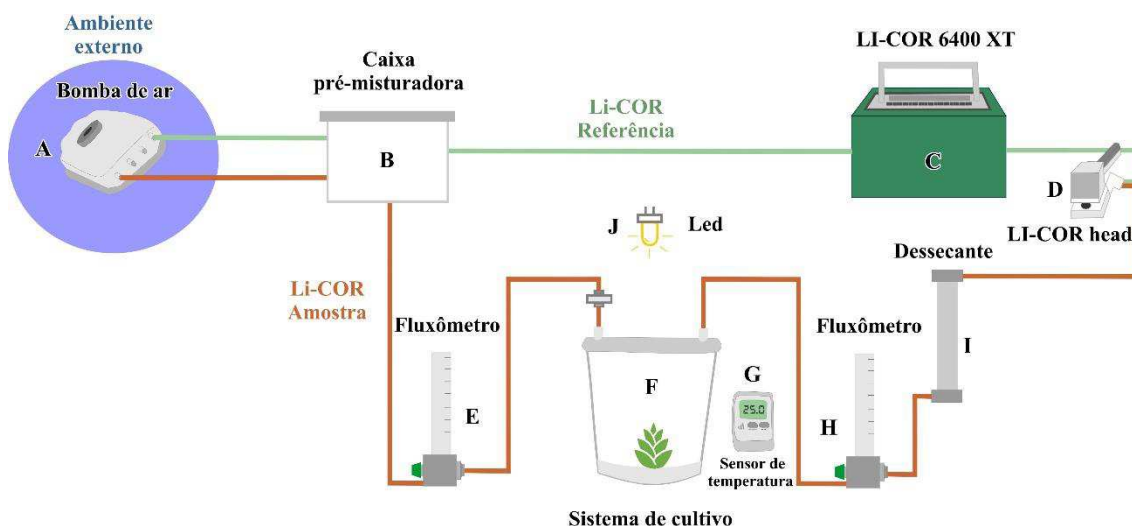 Ambiente
externo
Bomba de ar
A
Caixa
pré-misturadora
B
Li-COR
Referência
LI-COR 6400 XT
C
D
LI-COR head
J
Led
Dessecante
Li-COR
Amostra
Fluxômetro
E
F
G
25.0
Sensor de
temperatura
Fluxômetro
H
I
Sistema de cultivo